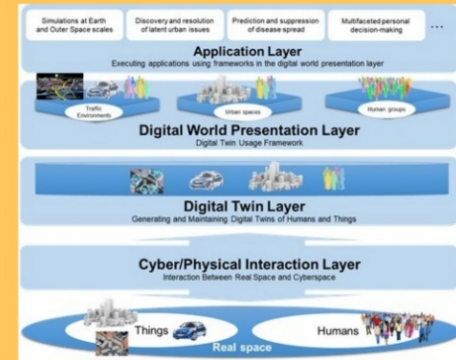 Simulations at Earth
and Outer Space scales
Discovery and resolution
of latent urban issues
Prediction and suppression
of disease spread
Multifaceted personal
decision-making
...
Application Layer
Executing applications using frameworks in the digital world presentation layer
Traffic
Environments
Urban spaces
Human groups
Digital World Presentation Layer
Digital Twin Usage Framework
Digital Twin Layer
Generating and Maintaining Digital Twins of Humans and Things
Cyber/Physical Interaction Layer
Interaction Between Real Space and Cyberspace
Things
Humans
Real space